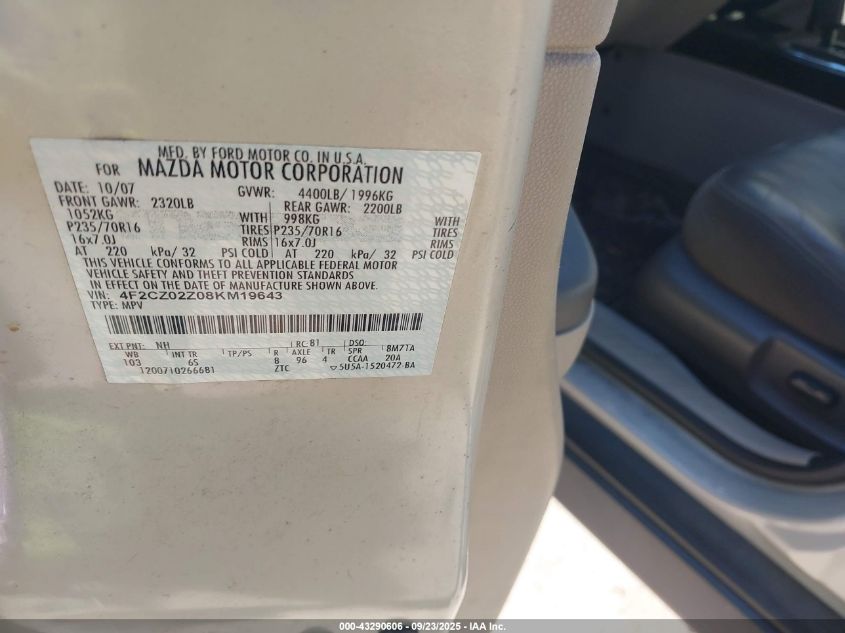 MFD. BY FORD MOTOR CO. IN U.S.A.
FOR MAZDA MOTOR CORPORATION
DATE: 10/07 GVWR: 4400LB/ 1996KG
FRONT GAWR: 2320LB REAR GAWR: 2200LB
1052KG WITH 998KG WITH
P235/70R16 TIRES P235/70R16 TIRES
16x7.0J RIMS 16x7.0J RIMS
AT 220 kPa/ 32 PSI COLD AT 220 kPa/ 32 PSI COLD
THIS VEHICLE CONFORMS TO ALL APPLICABLE FEDERAL MOTOR
VEHICLE SAFETY AND THEFT PREVENTION STANDARDS
IN EFFECT ON THE DATE OF MANUFACTURE SHOWN ABOVE.
VIN: 4F2CZ02Z08KM19643
TYPE: MPV
EXT PNT: NH RC: 81 DSO:
WB INT TR TP/PS R AXLE TR SPR 8M71A
103 6S 8 96 4 CCAA 20A
120071026668 1 ZTC 5U5A-1520472-BA
000-43290606 - 09/23/2025 - IAAI.COM